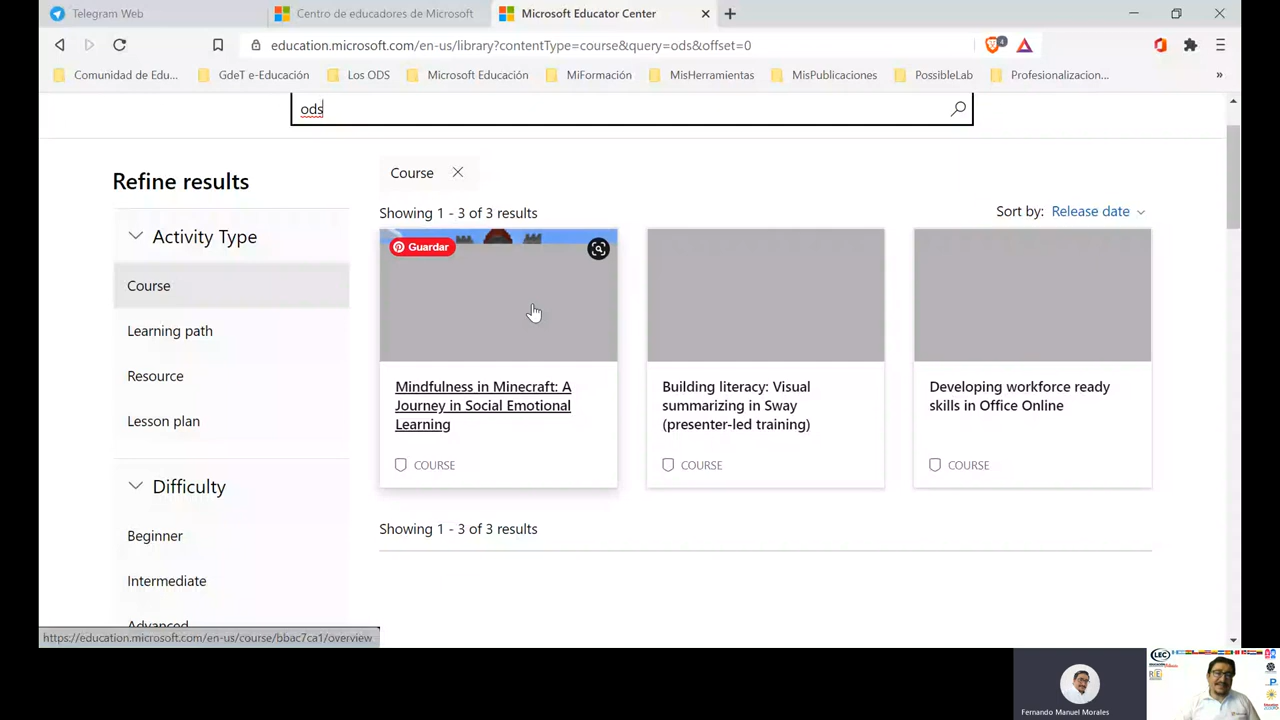 Telegram Web
Centro de educadores de Microsoft
Microsoft Educator Center
education.microsoft.com/en-us/library?contentType=course&query=ods&offset=0
4
Comunidad de Edu...
GdeT e-Educación
Los ODS
Microsoft Educación
MiFormación
MisHerramientas
MisPublicaciones
PossibleLab
Profesionalizacion...
»
ods
Refine results
Course
Showing 1 - 3 of 3 results
Sort by: Release date
Activity Type
Course
Learning path
Resource
Lesson plan
Difficulty
Beginner
Intermediate
Advanced
Guardar
Mindfulness in Minecraft: A
Journey in Social Emotional
Learning
COURSE
Building literacy: Visual
summarizing in Sway
(presenter-led training)
COURSE
Developing workforce ready
skills in Office Online
COURSE
Showing 1 - 3 of 3 results
https://education.microsoft.com/en-us/course/bbac7ca1/overview
Fernando Manuel Morales
LEC